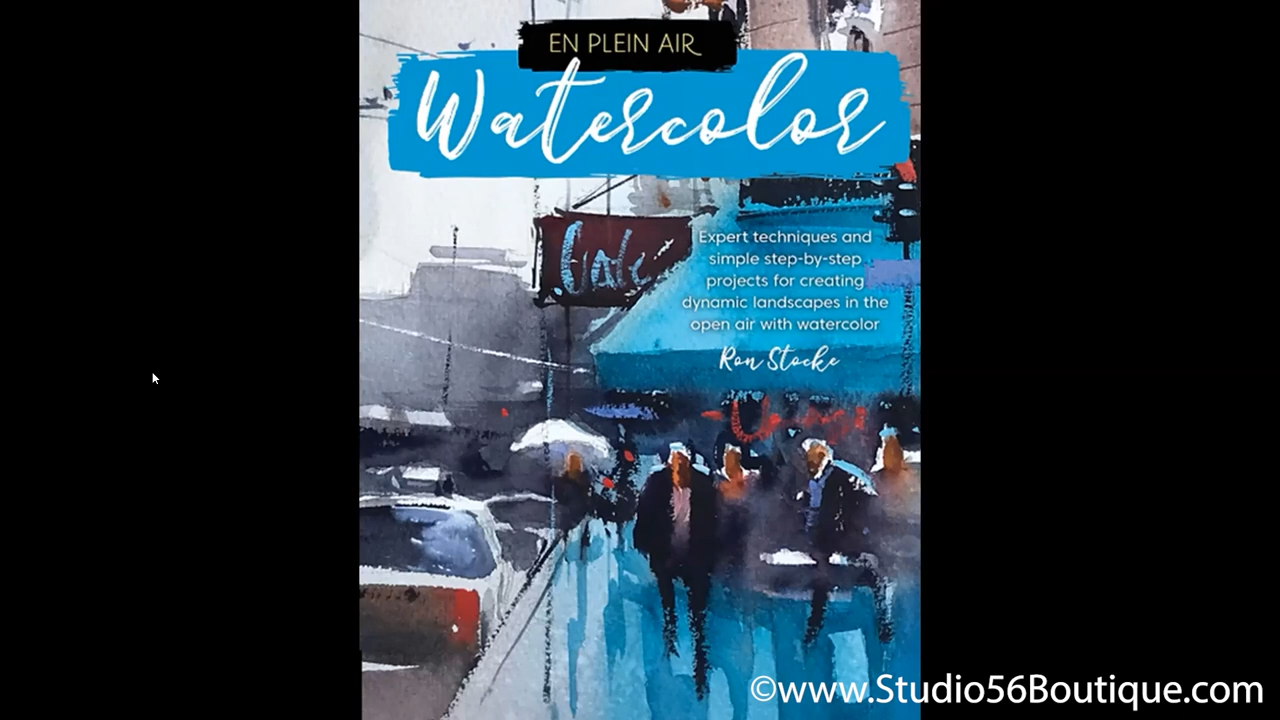 EN PLEIN AIR
Watercolor
Expert techniques and
simple step-by-step
projects for creating
dynamic landscapes in the
open air with watercolor
Ron Stocke
©www.Studio56Boutique.com